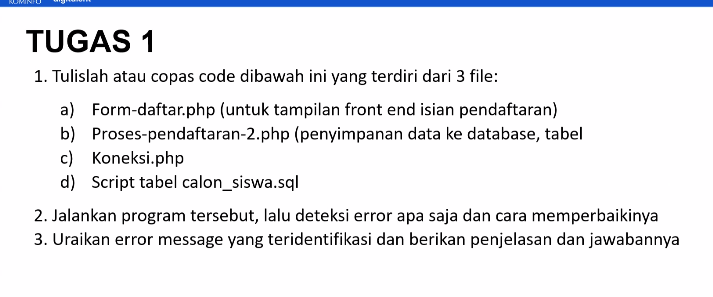 KOMINFO digitalent
TUGAS 1
1. Tulislah atau copas code dibawah ini yang terdiri dari 3 file:
a) Form-daftar.php (untuk tampilan front end isian pendaftaran)
b) Proses-pendaftaran-2.php (penyimpanan data ke database, tabel
c) Koneksi.php
d) Script tabel calon_siswa.sql
2. Jalankan program tersebut, lalu deteksi error apa saja dan cara memperbaikinya
3. Uraikan error message yang teridentifikasi dan berikan penjelasan dan jawabannya